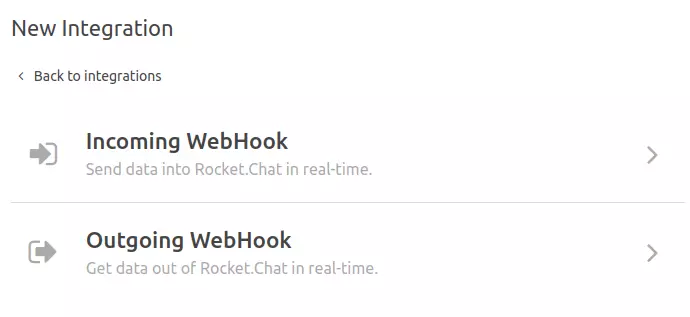 New Integration
Back to integrations
Incoming WebHook
Send data into Rocket.Chat in real-time.
Outgoing WebHook
Get data out of Rocket.Chat in real-time.